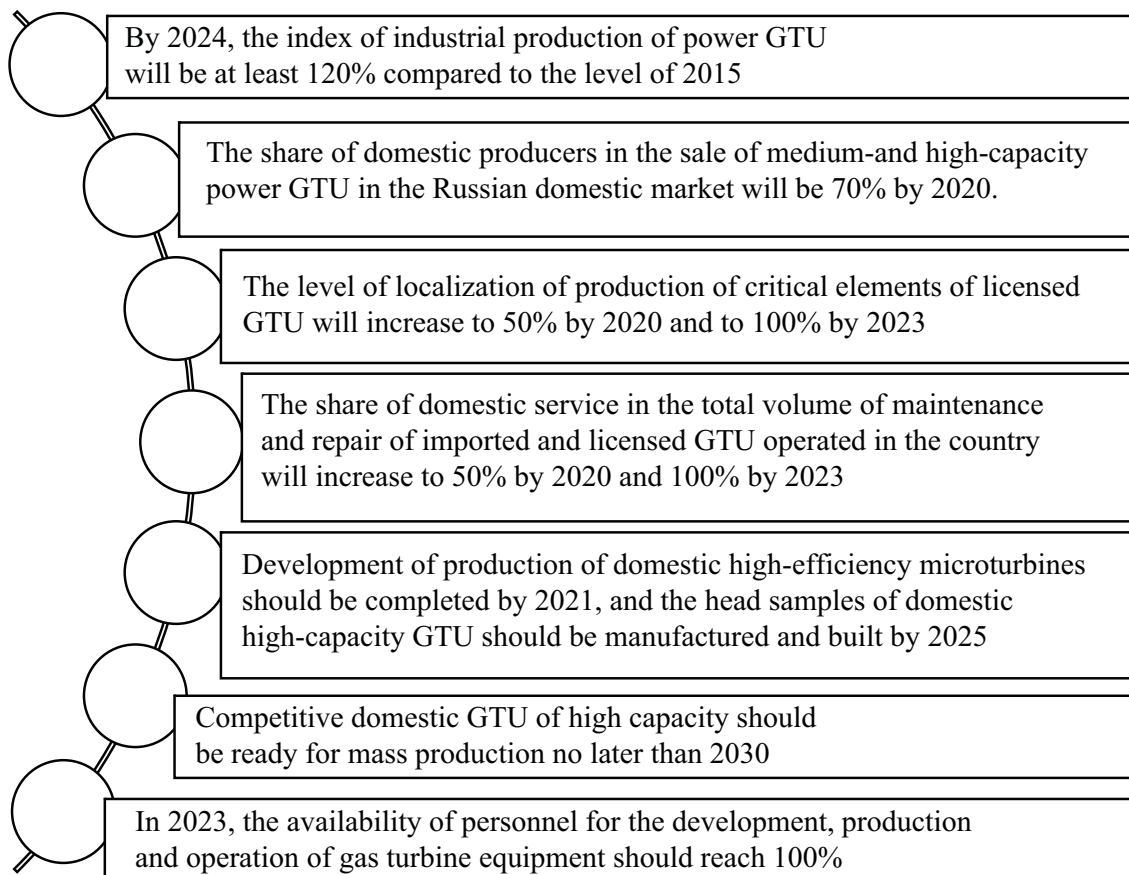 By 2024, the index of industrial production of power GTU
will be at least 120% compared to the level of 2015
The share of domestic producers in the sale of medium-and high-capacity
power GTU in the Russian domestic market will be 70% by 2020.
The level of localization of production of critical elements of licensed
GTU will increase to 50% by 2020 and to 100% by 2023
The share of domestic service in the total volume of maintenance
and repair of imported and licensed GTU operated in the country
will increase to 50% by 2020 and 100% by 2023
Development of production of domestic high-efficiency microturbines
should be completed by 2021, and the head samples of domestic
high-capacity GTU should be manufactured and built by 2025
Competitive domestic GTU of high capacity should
be ready for mass production no later than 2030
In 2023, the availability of personnel for the development, production
and operation of gas turbine equipment should reach 100%